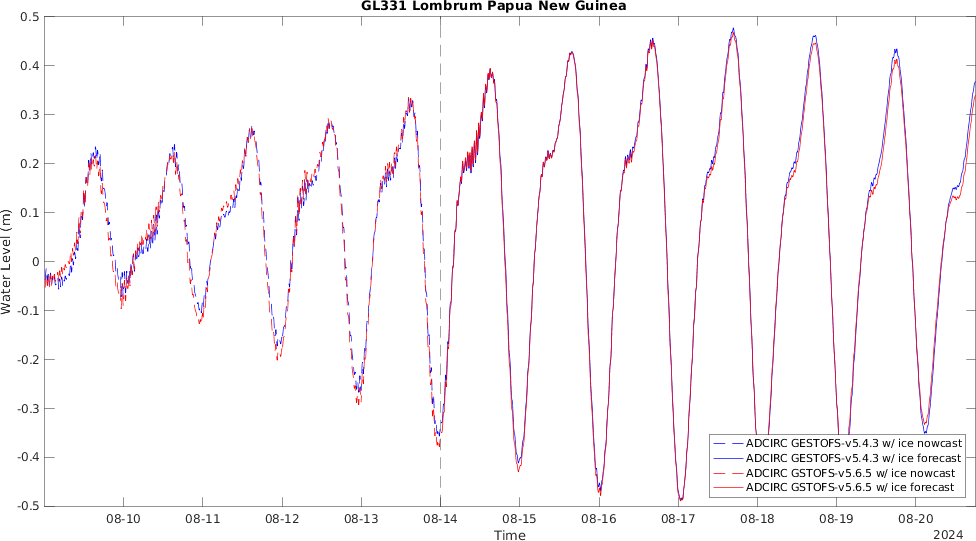 GL331 Lombrum Papua New Guinea
0.5
0.4
0.3
0.2
0.1
0
-0.1
-0.2
-0.3
-0.4
-0.5
Water Level (m)
08-10 08-11 08-12 08-13 08-14 08-15 08-16 08-17 08-18 08-19 08-20
Time
2024
ADCIRC GESTOFS-v5.4.3 w/ ice nowcast
ADCIRC GESTOFS-v5.4.3 w/ ice forecast
ADCIRC GSTOFS-v5.6.5 w/ ice nowcast
ADCIRC GSTOFS-v5.6.5 w/ ice forecast